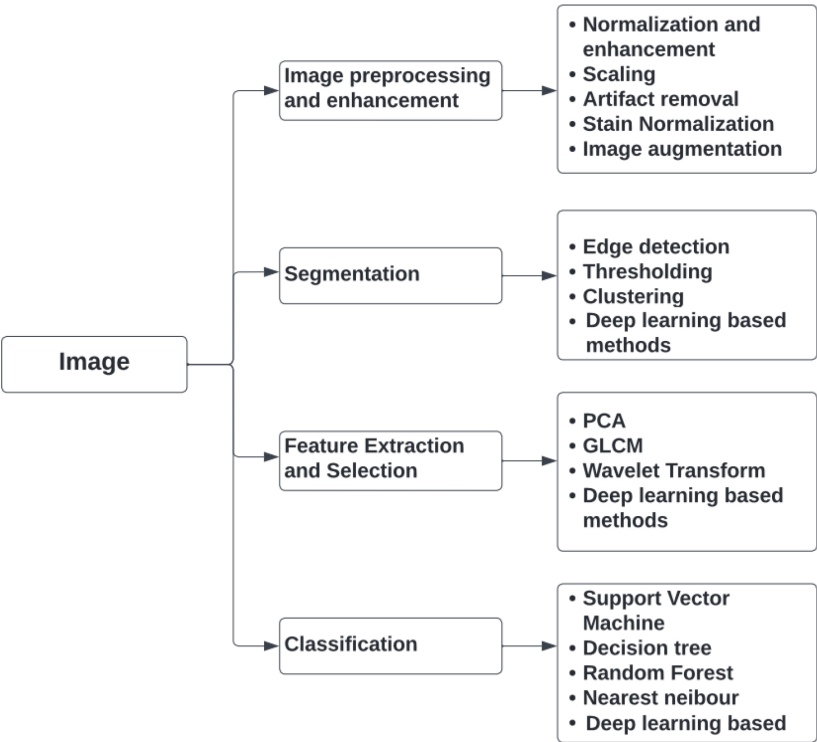 Image preprocessing
and enhancement
• Normalization and
enhancement
• Scaling
• Artifact removal
• Stain Normalization
• Image augmentation
Segmentation
• Edge detection
• Thresholding
• Clustering
• Deep learning based
methods
Image
Feature Extraction
and Selection
• PCA
• GLCM
• Wavelet Transform
• Deep learning based
methods
Classification
• Support Vector
Machine
• Decision tree
• Random Forest
• Nearest neibour
• Deep learning based